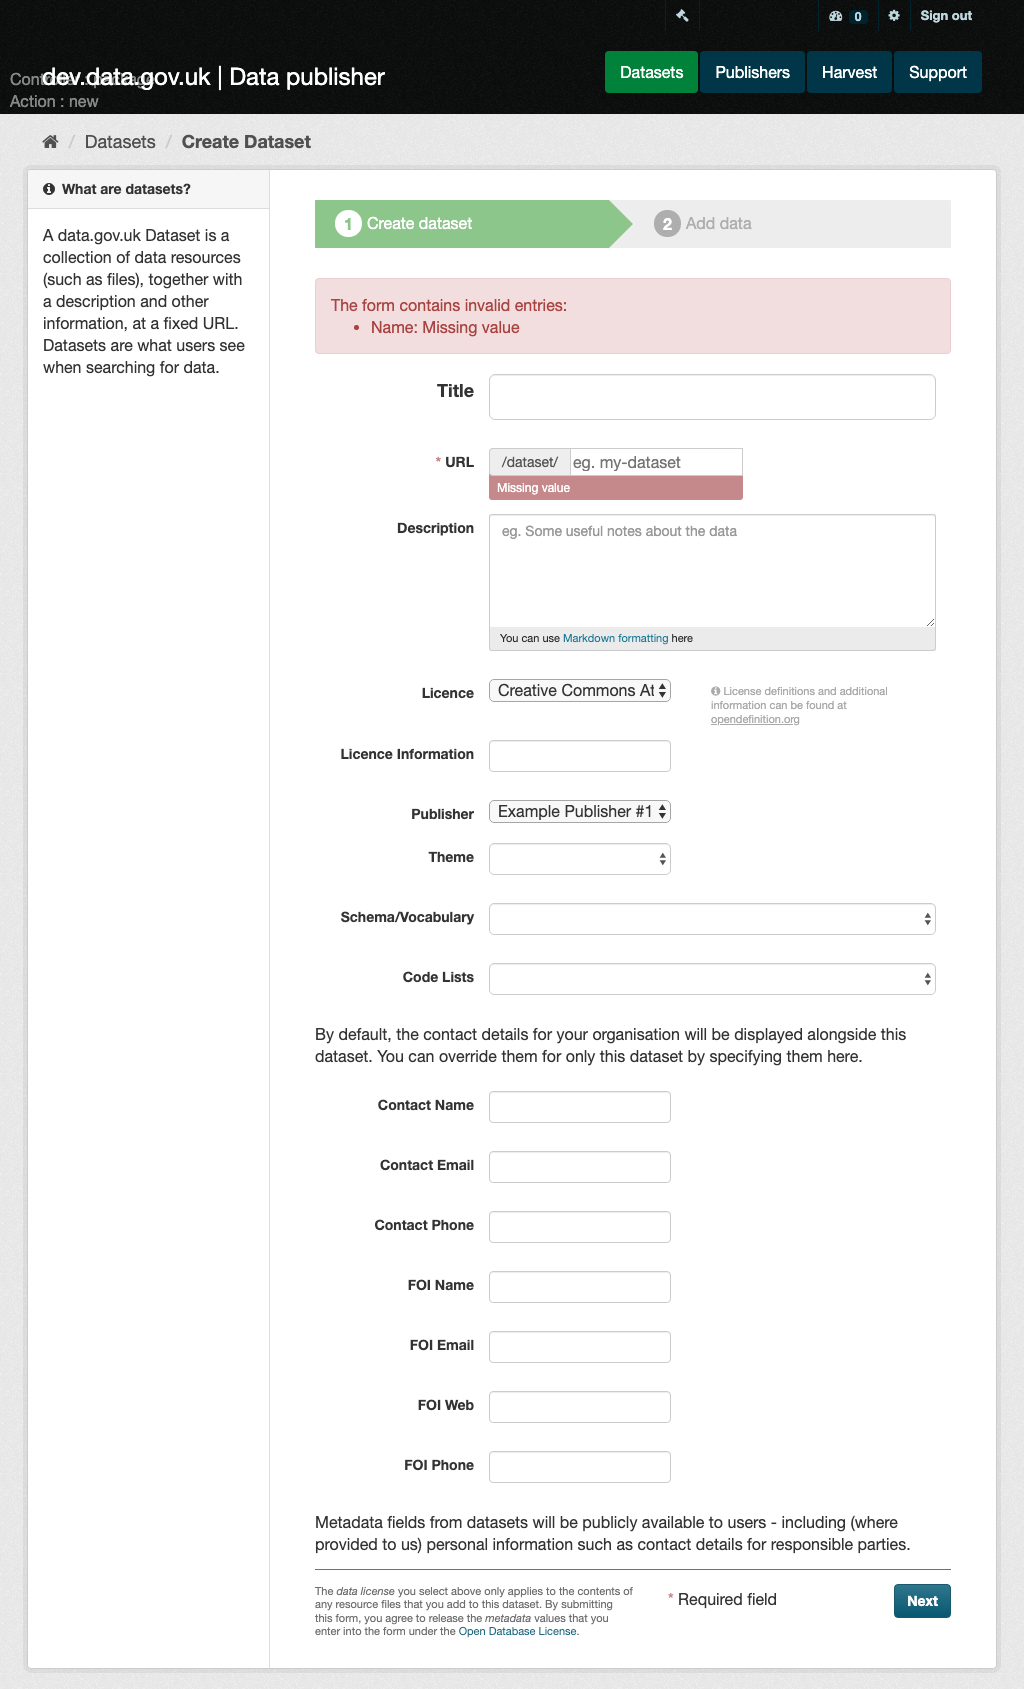 0
Sign out
dev.data.gov.uk | Data publisher
Action : new
Datasets
Publishers
Harvest
Support
/ Datasets / Create Dataset
What are datasets?
A data.gov.uk Dataset is a
collection of data resources
(such as files), together with
a description and other
information, at a fixed URL.
Datasets are what users see
when searching for data.
1 Create dataset
2 Add data
The form contains invalid entries:
• Name: Missing value
Title
* URL
/dataset/ eg. my-dataset
Missing value
Description
eg. Some useful notes about the data
You can use Markdown formatting here
Licence
Creative Commons At
License definitions and additional
information can be found at
opendefinition.org
Licence Information
Publisher
Example Publisher #1
Theme
Schema/Vocabulary
Code Lists
By default, the contact details for your organisation will be displayed alongside this
dataset. You can override them for only this dataset by specifying them here.
Contact Name
Contact Email
Contact Phone
FOI Name
FOI Email
FOI Web
FOI Phone
Metadata fields from datasets will be publicly available to users - including (where
provided to us) personal information such as contact details for responsible parties.
The data license you select above only applies to the contents of
any resource files that you add to this dataset. By submitting
this form, you agree to release the metadata values that you
enter into the form under the Open Database License.
* Required field
Next